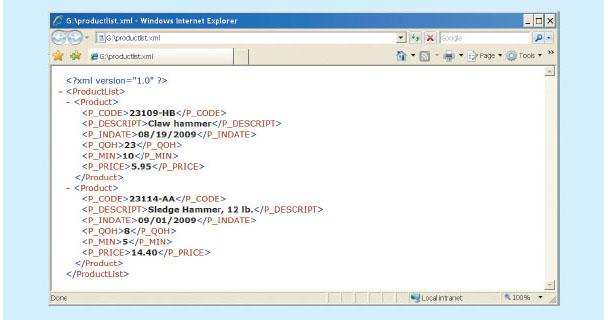 G:\productlist.xml - Windows Internet Explorer
G:\productlist.xml
Google
G:\productlist.xml
Page
Tools
<?xml version="1.0" ?>
- <ProductList>
- <Product>
<P_CODE>23109-HB</P_CODE>
<P_DESCRIPT>Claw hammer</P_DESCRIPT>
<P_INDATE>08/19/2009</P_INDATE>
<P_QOH>23</P_QOH>
<P_MIN>10</P_MIN>
<P_PRICE>5.95</P_PRICE>
</Product>
- <Product>
<P_CODE>23114-AA</P_CODE>
<P_DESCRIPT>Sledge Hammer, 12 lb.</P_DESCRIPT>
<P_INDATE>09/01/2009</P_INDATE>
<P_QOH>8</P_QOH>
<P_MIN>5</P_MIN>
<P_PRICE>14.40</P_PRICE>
</Product>
</ProductList>
Done
Local intranet
100%